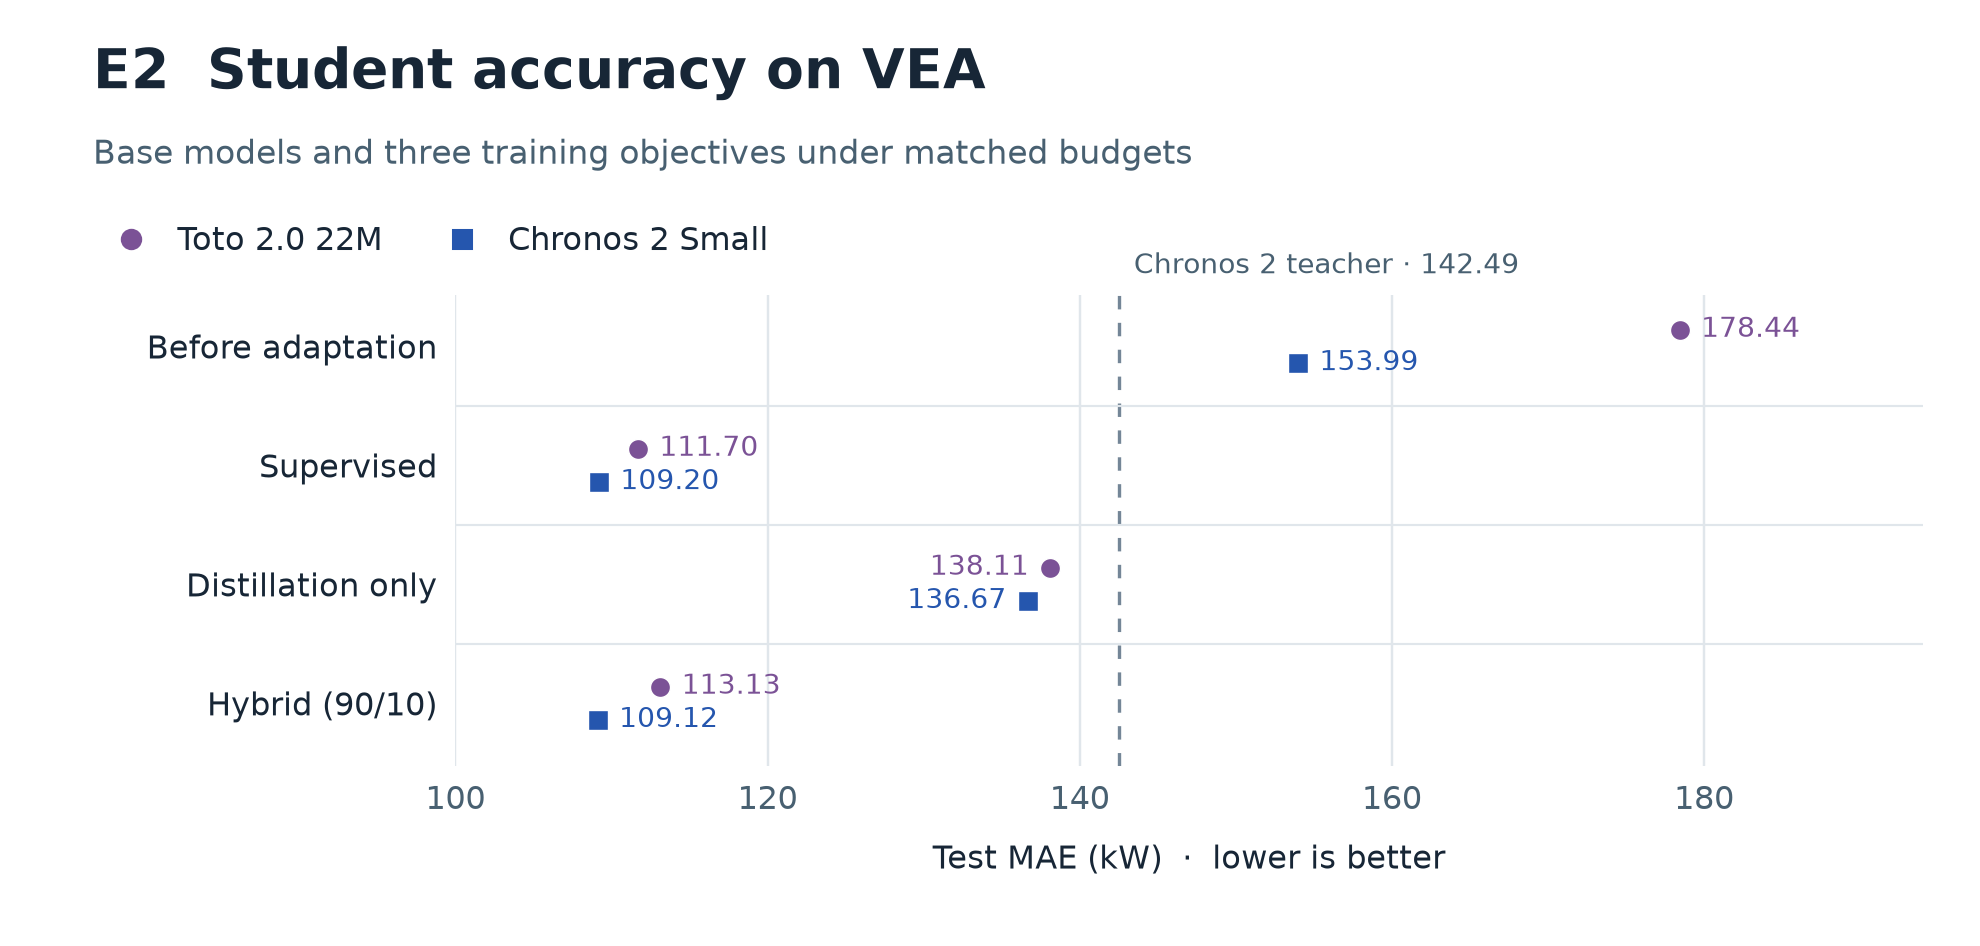 E2  Student accuracy on VEA
Base models and three training objectives under matched budgets
Toto 2.0 22M
Chronos 2 Small
Chronos 2 teacher · 142.49
Before adaptation
178.44
153.99
Supervised
111.70
109.20
Distillation only
138.11
136.67
Hybrid (90/10)
113.13
109.12
100 120 140 160 180
Test MAE (kW)  ·  lower is better